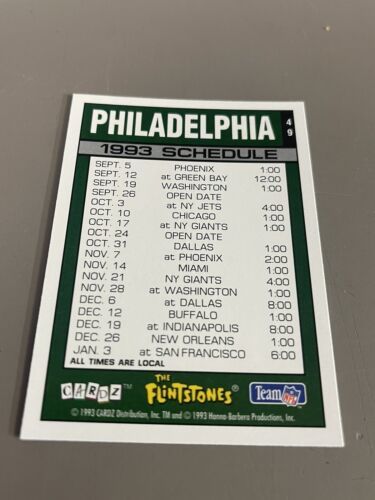 PHILADELPHIA
49
1993 SCHEDULE
SEPT. 5 PHOENIX 1:00
SEPT. 12 at GREEN BAY 12:00
SEPT. 19 WASHINGTON 1:00
SEPT. 26 OPEN DATE
OCT. 3 at NY JETS 4:00
OCT. 10 CHICAGO 1:00
OCT. 17 at NY GIANTS 1:00
OCT. 24 OPEN DATE
OCT. 31 DALLAS 1:00
NOV. 7 at PHOENIX 2:00
NOV. 14 MIAMI 1:00
NOV. 21 NY GIANTS 4:00
NOV. 28 at WASHINGTON 1:00
DEC. 6 at DALLAS 8:00
DEC. 12 BUFFALO 1:00
DEC. 19 at INDIANAPOLIS 8:00
DEC. 26 NEW ORLEANS 1:00
JAN. 3 at SAN FRANCISCO 6:00
ALL TIMES ARE LOCAL
CARDZ™ THE FLINTSTONES® Team NFL
© 1993 CARDZ Distribution, Inc. TM and © 1993 Hanna-Barbera Productions, Inc.